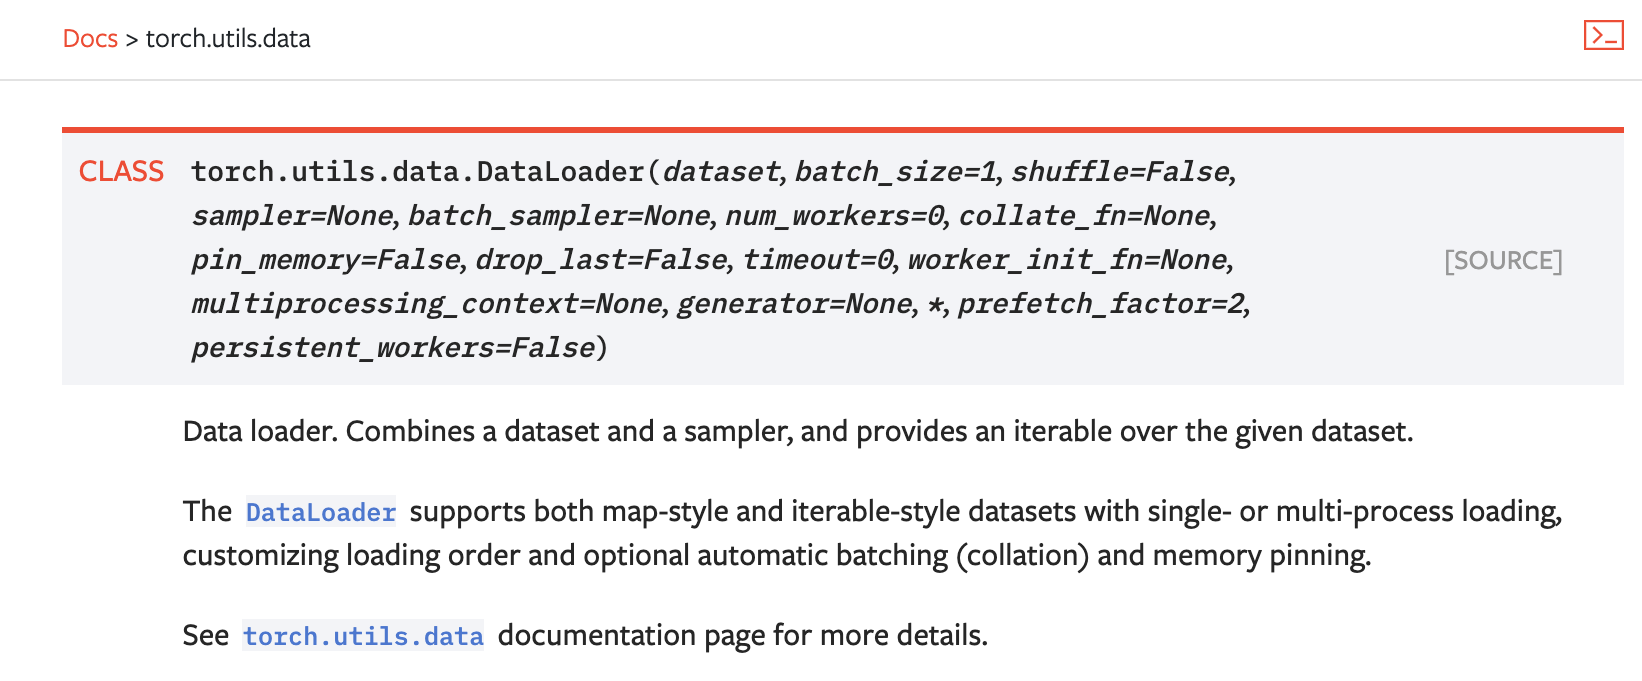 Docs > torch.utils.data
>_
CLASS torch.utils.data.DataLoader(dataset, batch_size=1, shuffle=False,
sampler=None, batch_sampler=None, num_workers=0, collate_fn=None,
pin_memory=False, drop_last=False, timeout=0, worker_init_fn=None,
[SOURCE]
multiprocessing_context=None, generator=None, *, prefetch_factor=2,
persistent_workers=False)
Data loader. Combines a dataset and a sampler, and provides an iterable over the given dataset.
The DataLoader supports both map-style and iterable-style datasets with single- or multi-process loading,
customizing loading order and optional automatic batching (collation) and memory pinning.
See torch.utils.data documentation page for more details.